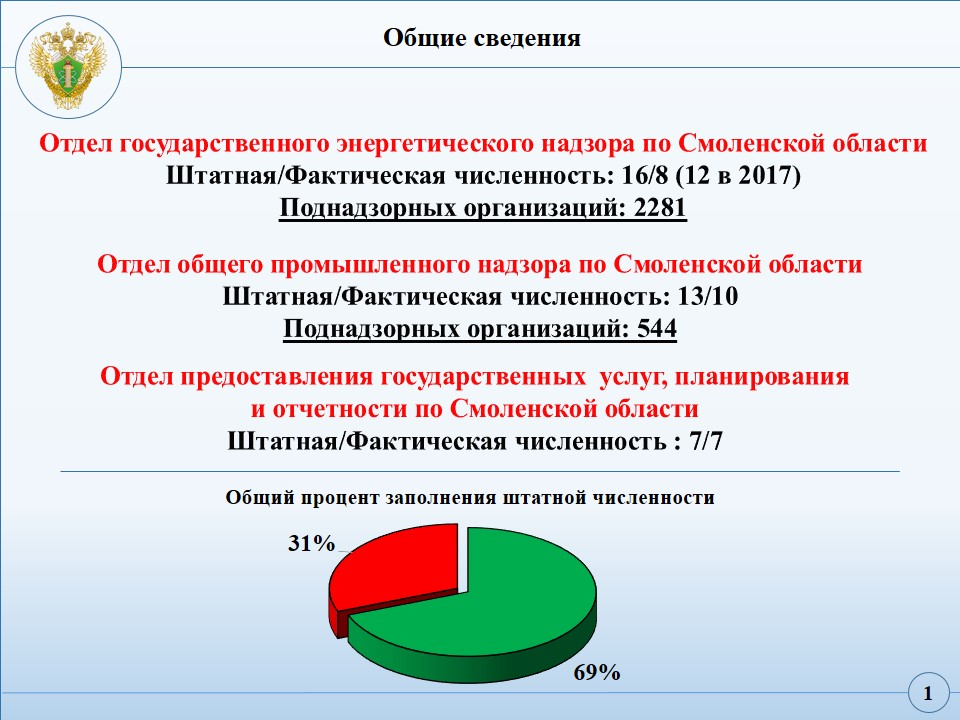 Общие сведения
Отдел государственного энергетического надзора по Смоленской области
Штатная/Фактическая численность: 16/8 (12 в 2017)
Поднадзорных организаций: 2281
Отдел общего промышленного надзора по Смоленской области
Штатная/Фактическая численность: 13/10
Поднадзорных организаций: 544
Отдел предоставления государственных  услуг, планирования
и отчетности по Смоленской области
Штатная/Фактическая численность : 7/7
Общий процент заполнения штатной численности
31%
69%
1